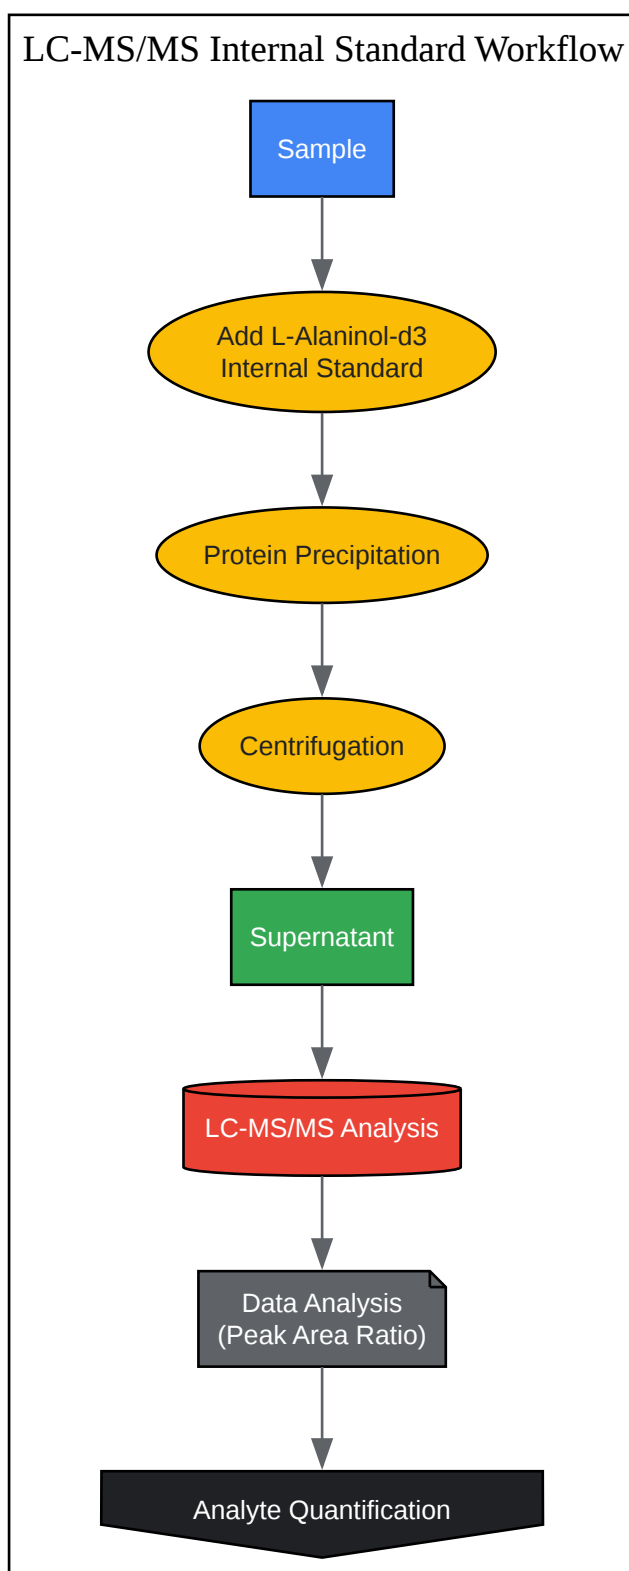 LC-MS/MS Internal Standard Workflow
Sample
Add L-Alaninol-d3
Internal Standard
Protein Precipitation
Centrifugation
Supernatant
LC-MS/MS Analysis
Data Analysis
(Peak Area Ratio)
Analyte Quantification